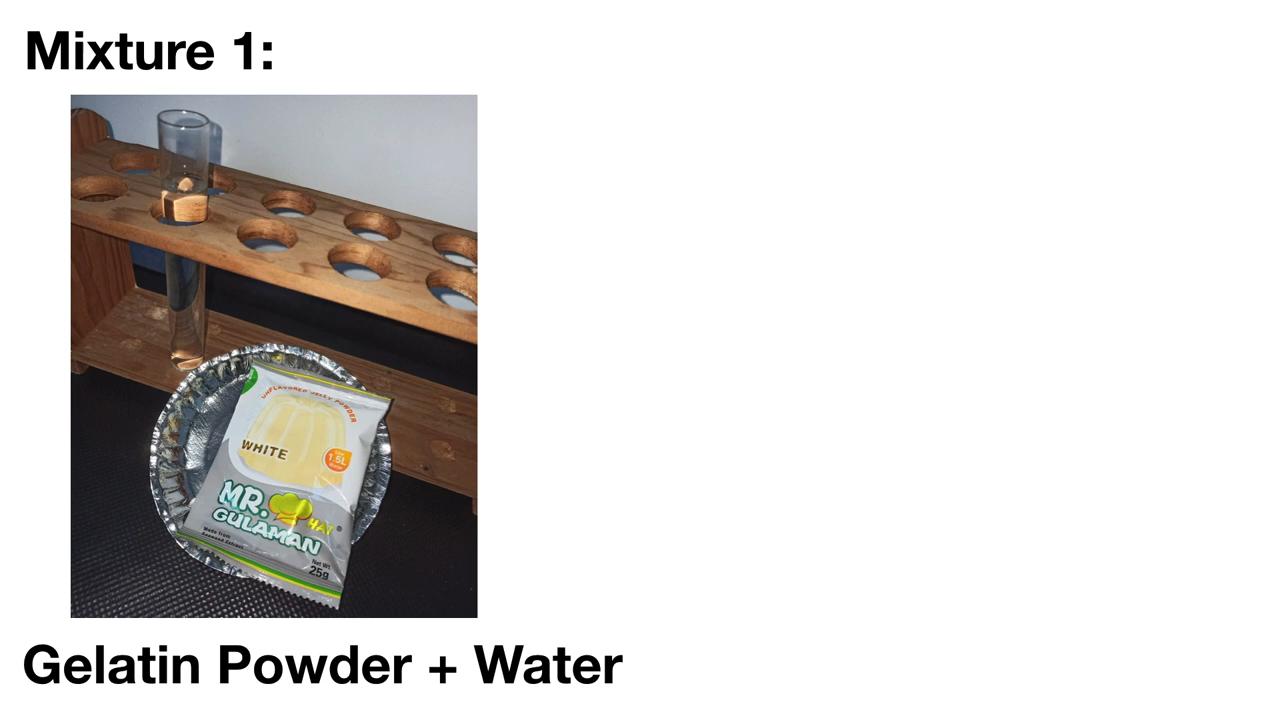 Mixture 1:
UNFLAVORED JELLY POWDER
WHITE
1.5L
MR.
HAT®
GULAMAN
Made from
Seaweed Extract
Net Wt.
25g
Gelatin Powder + Water